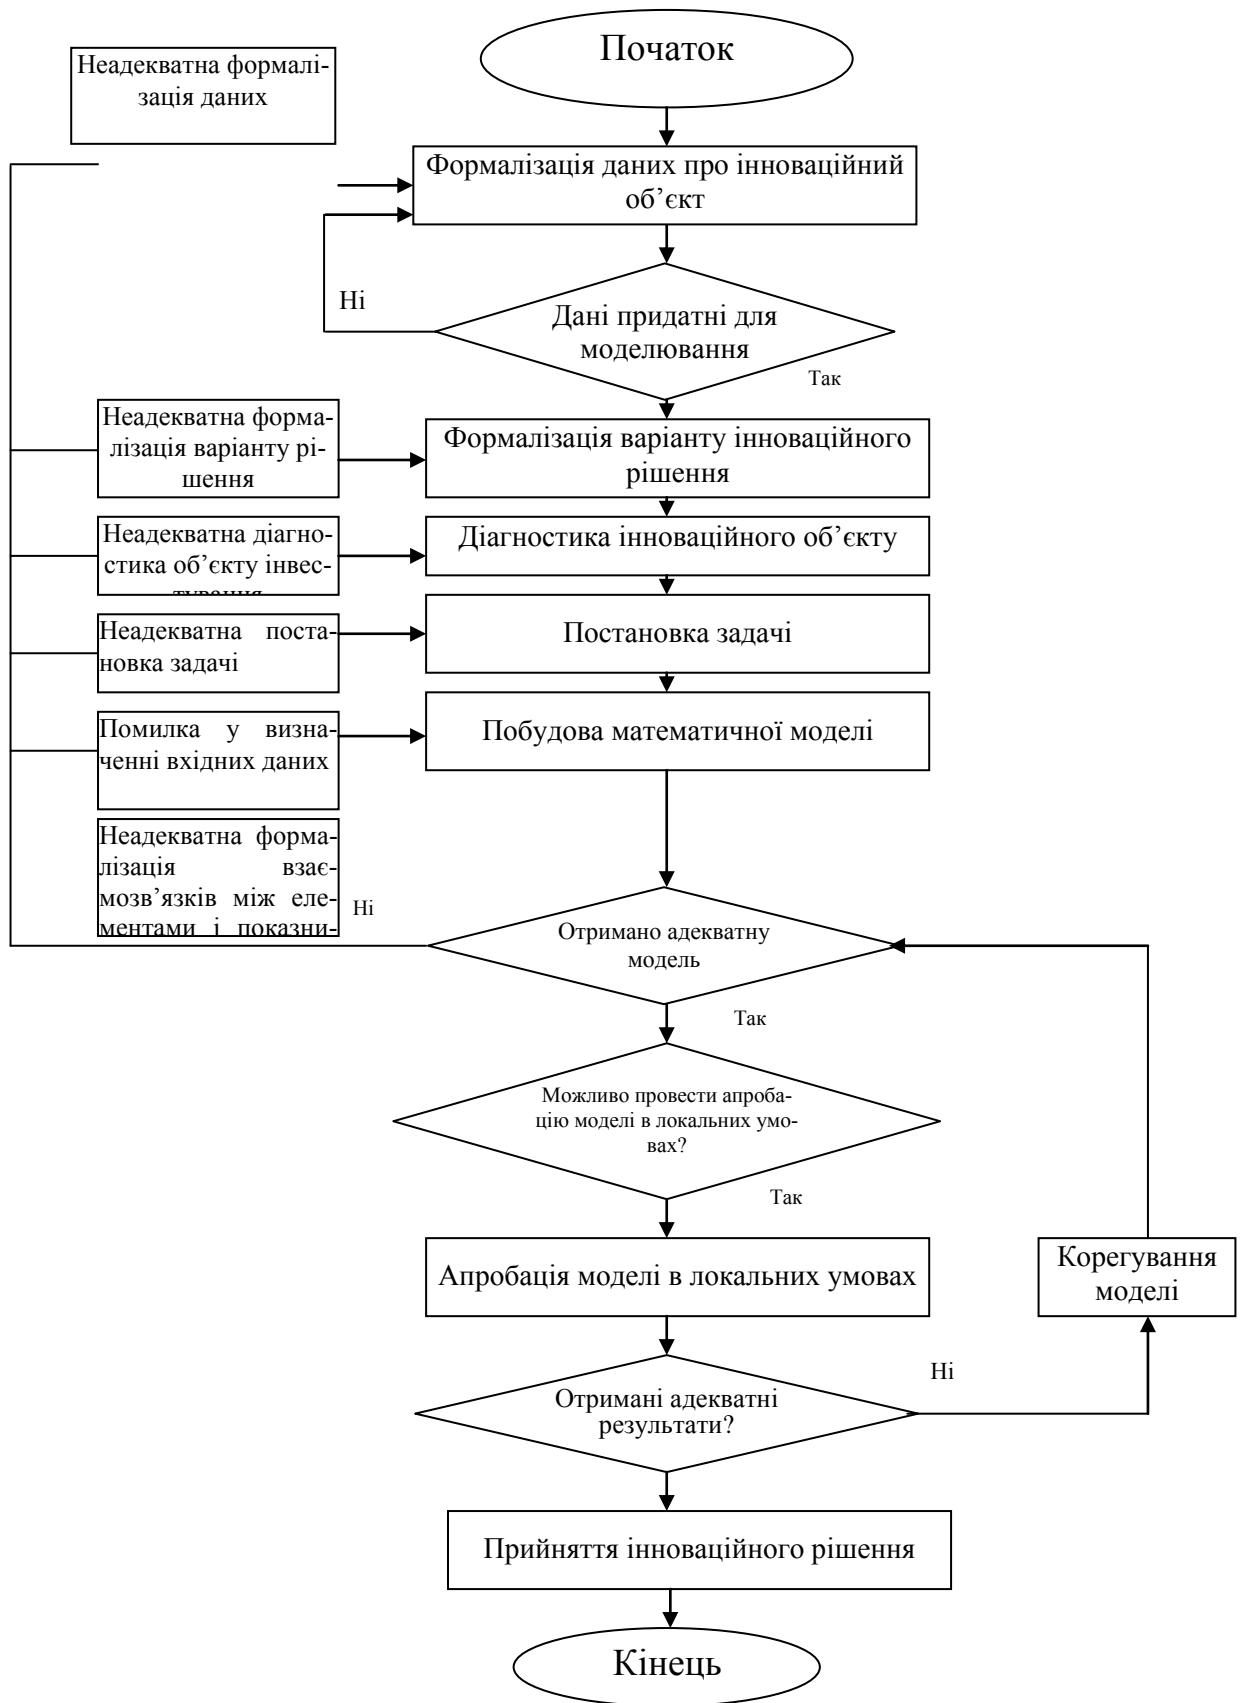 Початок
Неадекватна формалі-
зація даних
Формалізація даних про інноваційний
об’єкт
Ні
Дані придатні для
моделювання
Так
Неадекватна форма-
лізація варіанту рі-
шення
Формалізація варіанту інноваційного
рішення
Неадекватна діагно-
стика об’єкту інвес-
тування
Діагностика інноваційного об’єкту
Неадекватна поста-
новка задачі
Постановка задачі
Помилка у визна-
ченні вхідних даних
Побудова математичної моделі
Неадекватна форма-
лізація взає-
мозв’язків між еле-
ментами і показни-
Ні
Отримано адекватну
модель
Так
Можливо провести апроба-
цію моделі в локальних умо-
вах?
Так
Апробація моделі в локальних умовах
Корегування
моделі
Ні
Отримані адекватні
результати?
Прийняття інноваційного рішення
Кінець